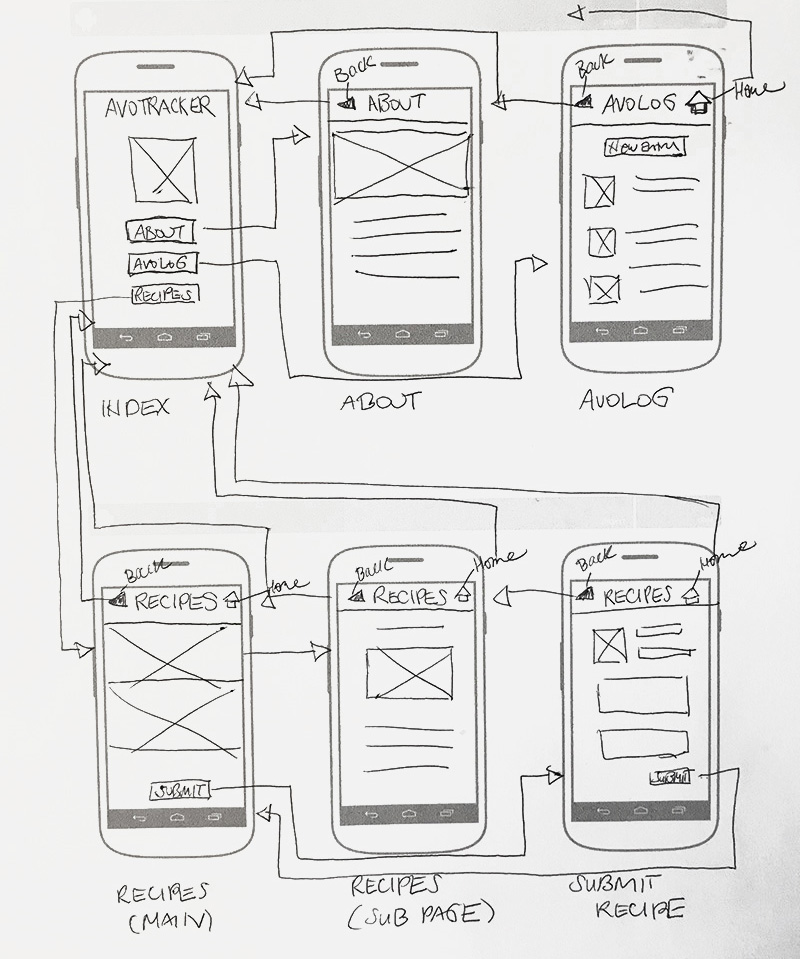 Back
Back
Home
AVOTRACKER
ABOUT
AVOLOG
New Entry
ABOUT
AVOLOG
RECIPES
INDEX
ABOUT
AVOLOG
Back
Home
Back
Home
Back
Home
RECIPES
RECIPES
RECIPES
SUBMIT
SUBMIT
RECIPES
(MAIN)
RECIPES
(SUB PAGE)
SUBMIT
RECIPE